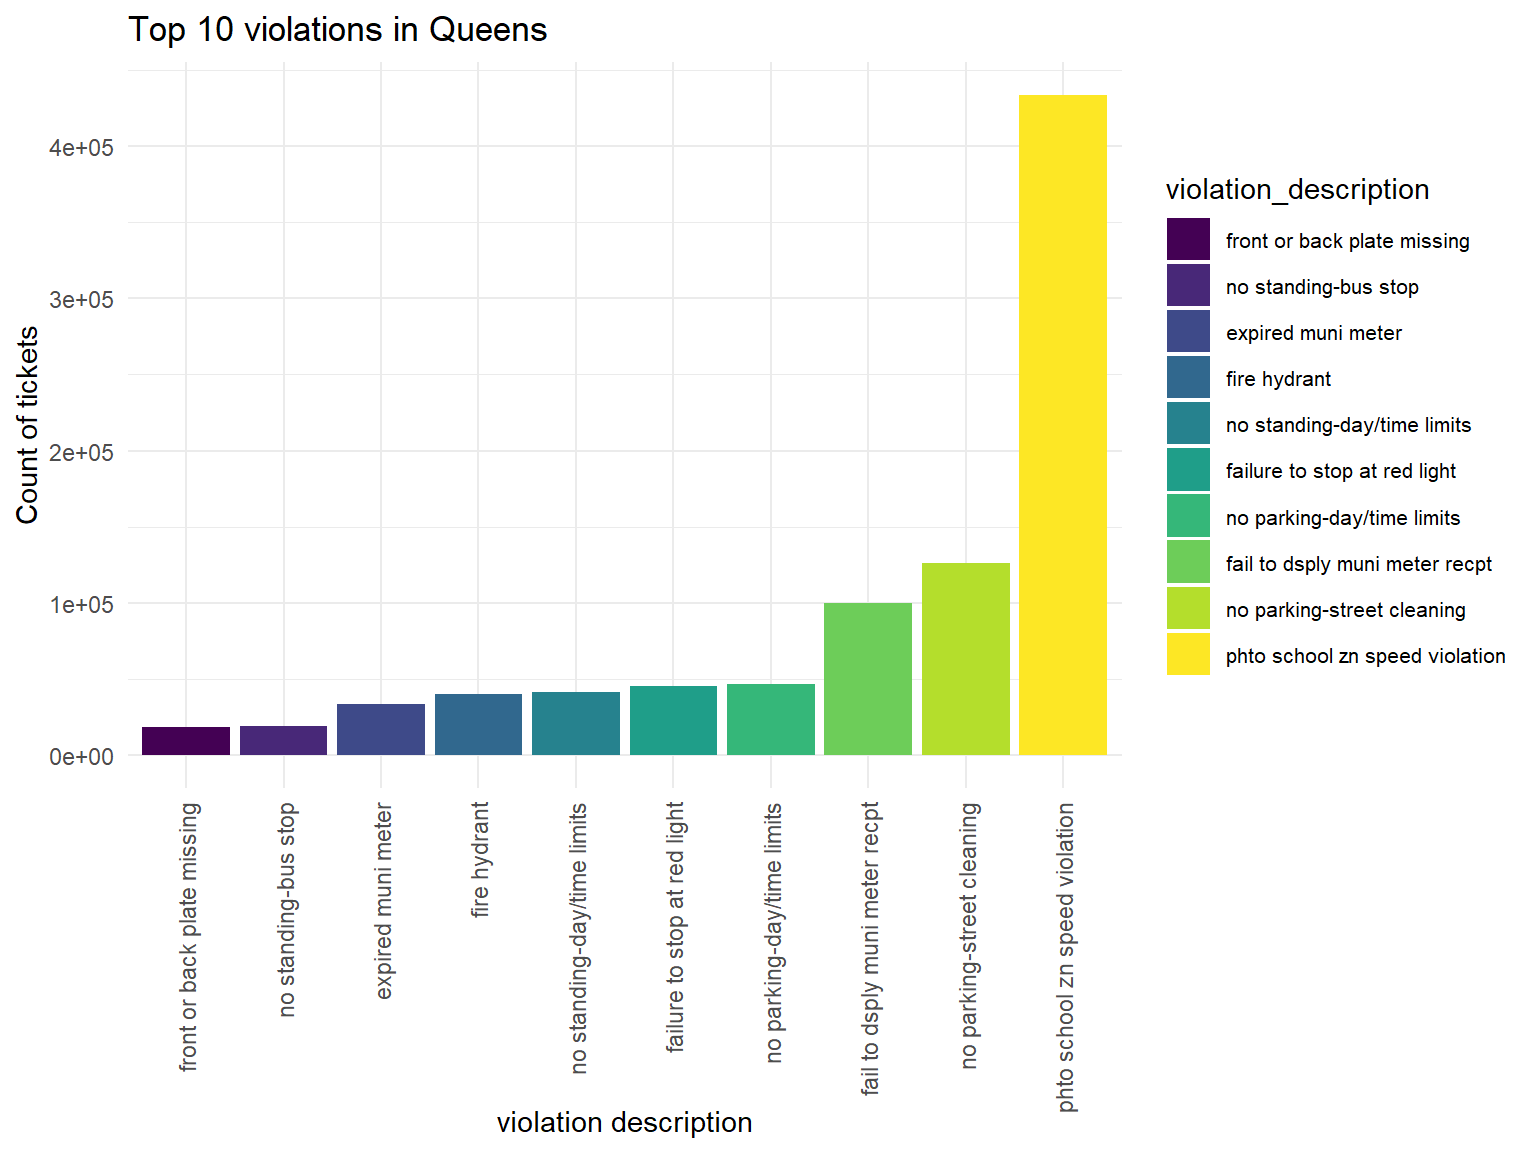 Top 10 violations in Queens
Count of tickets
4e+05
3e+05
2e+05
1e+05
0e+00
front or back plate missing
no standing-bus stop
expired muni meter
fire hydrant
no standing-day/time limits
failure to stop at red light
no parking-day/time limits
fail to dsply muni meter recpt
no parking-street cleaning
phto school zn speed violation
violation description
violation_description
front or back plate missing
no standing-bus stop
expired muni meter
fire hydrant
no standing-day/time limits
failure to stop at red light
no parking-day/time limits
fail to dsply muni meter recpt
no parking-street cleaning
phto school zn speed violation